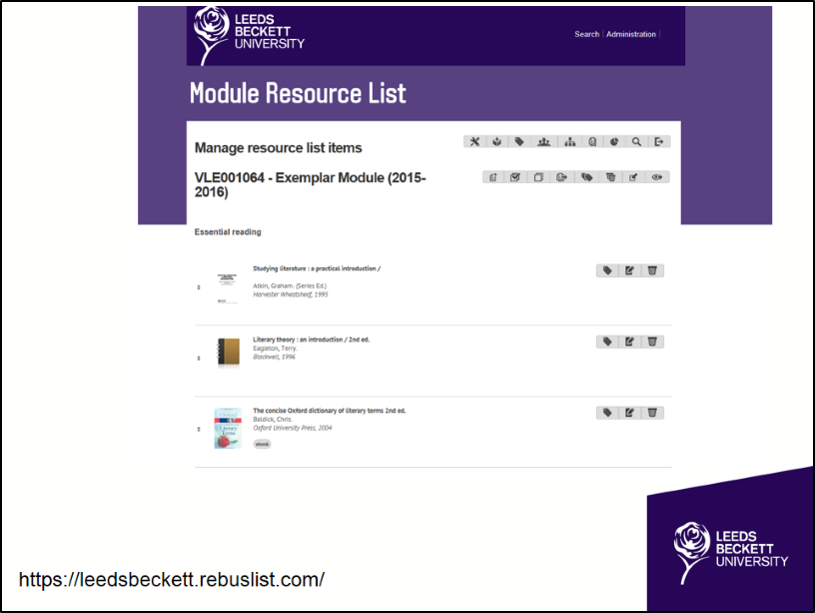 LEEDS
BECKETT
UNIVERSITY
Search | Administration |
Module Resource List
Manage resource list items
VLE001064 - Exemplar Module (2015-
2016)
Essential reading
Studying literature : a practical introduction /
Atkin, Graham. (Series Ed.)
Harvester Wheatsheaf, 1995
Literary theory : an introduction / 2nd ed.
Eagleton, Terry.
Blackwell, 1996
The concise Oxford dictionary of literary terms 2nd ed.
Baldick, Chris.
Oxford University Press, 2004
ebook
https://leedsbeckett.rebuslist.com/
LEEDS
BECKETT
UNIVERSITY